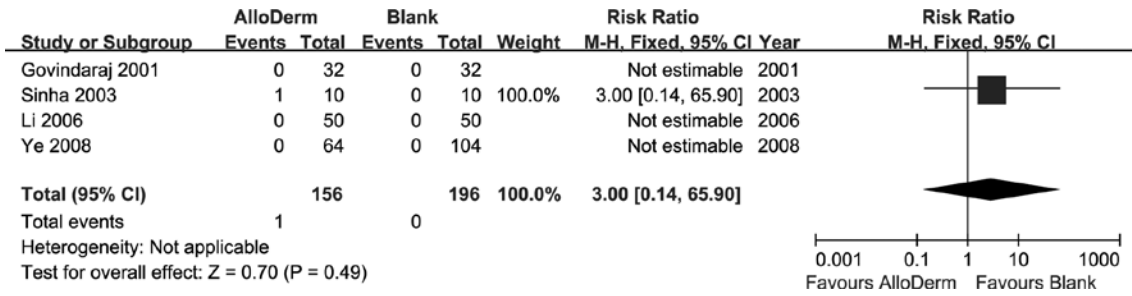 AlloDerm Blank Risk Ratio Risk Ratio
Study or Subgroup Events Total Events Total Weight M-H, Fixed, 95% CI Year M-H, Fixed, 95% CI
Govindaraj 2001 0 32 0 32 Not estimable 2001
Sinha 2003 1 10 0 10 100.0% 3.00 [0.14, 65.90] 2003
Li 2006 0 50 0 50 Not estimable 2006
Ye 2008 0 64 0 104 Not estimable 2008
Total (95% CI) 156 196 100.0% 3.00 [0.14, 65.90]
Total events 1 0
Heterogeneity: Not applicable
Test for overall effect: Z = 0.70 (P = 0.49)
0.001 0.1 1 10 1000
Favours AlloDerm Favours Blank